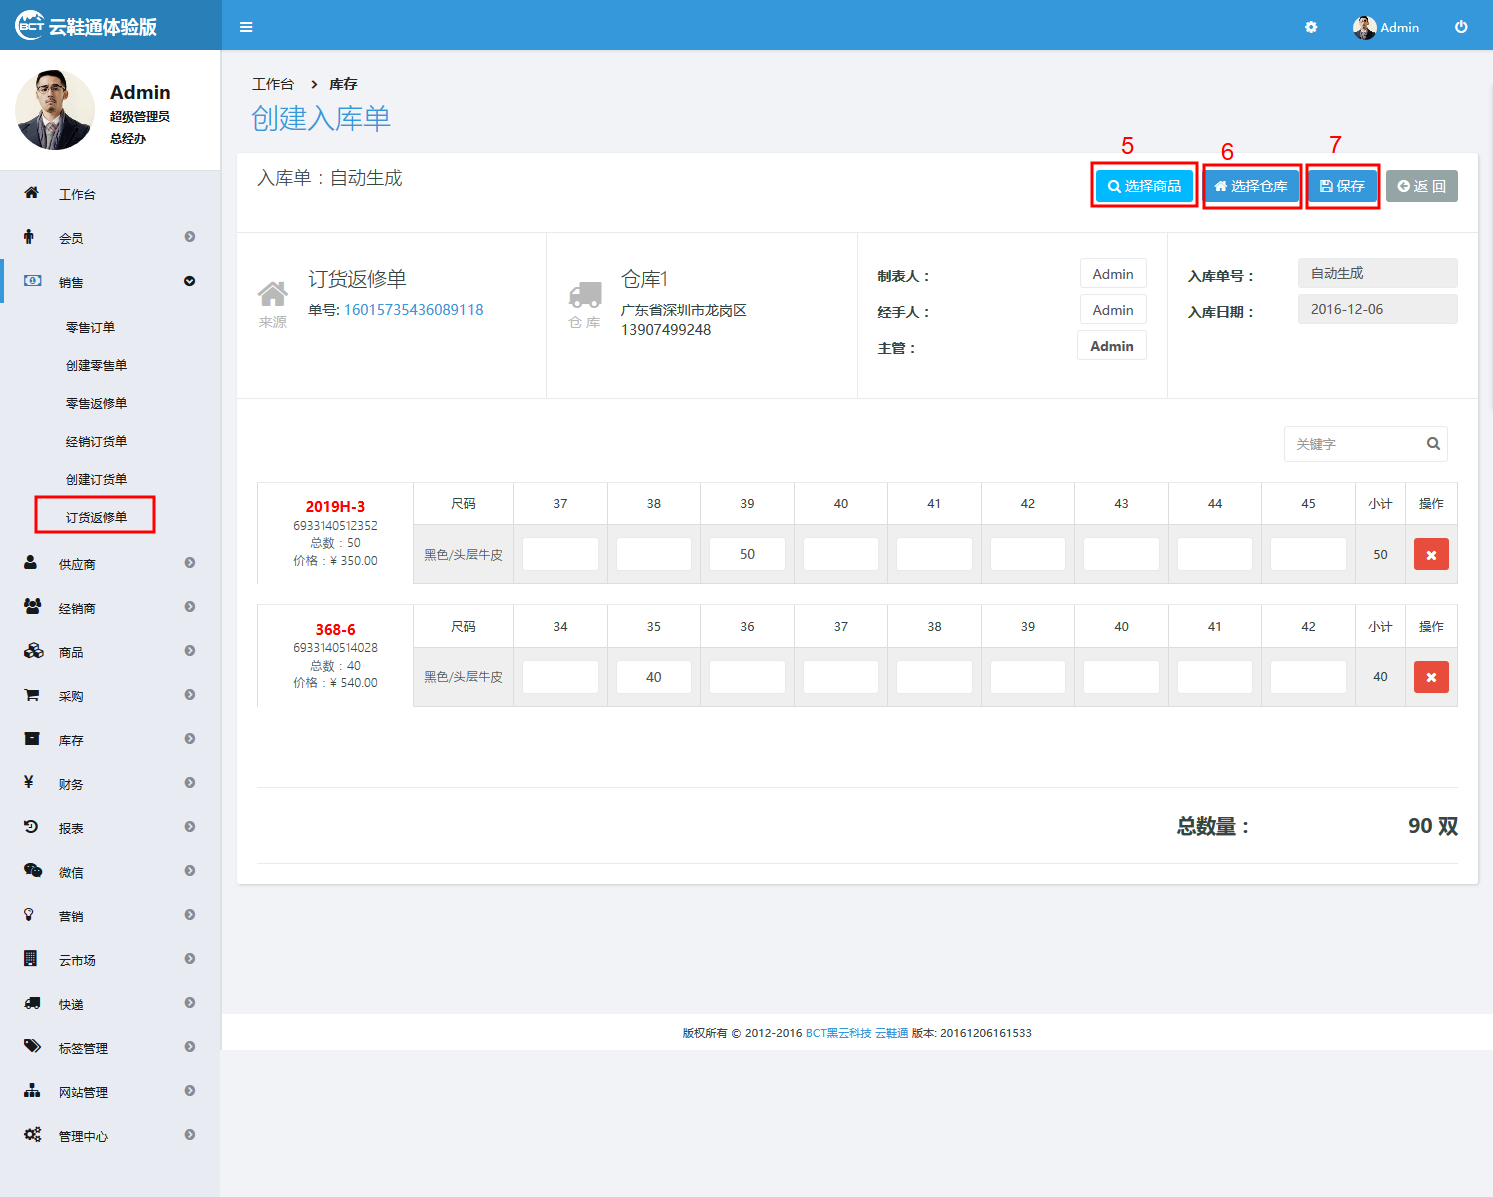 BCT 云鞋通体验版
Admin
Admin
超级管理员
总经办
工作台
会员
销售
零售订单
创建零售单
零售返修单
经销订货单
创建订货单
订货返修单
供应商
经销商
商品
采购
库存
财务
报表
微信
营销
云市场
快递
标签管理
网站管理
管理中心
工作台 > 库存
创建入库单
5 6 7
入库单：自动生成
选择商品 选择仓库 保存 返 回
来源
订货返修单
单号: 16015735436089118
仓 库
仓库1
广东省深圳市龙岗区
13907499248
制表人： Admin
经手人： Admin
主管： Admin
入库单号： 自动生成
入库日期： 2016-12-06
关键字
2019H-3
6933140512352
总数：50
价格：¥ 350.00
尺码 37 38 39 40 41 42 43 44 45 小计 操作
黑色/头层牛皮 50 50
368-6
6933140514028
总数：40
价格：¥ 540.00
尺码 34 35 36 37 38 39 40 41 42 小计 操作
黑色/头层牛皮 40 40
总数量： 90 双
版权所有 © 2012-2016 BCT黑云科技 云鞋通 版本: 20161206161533